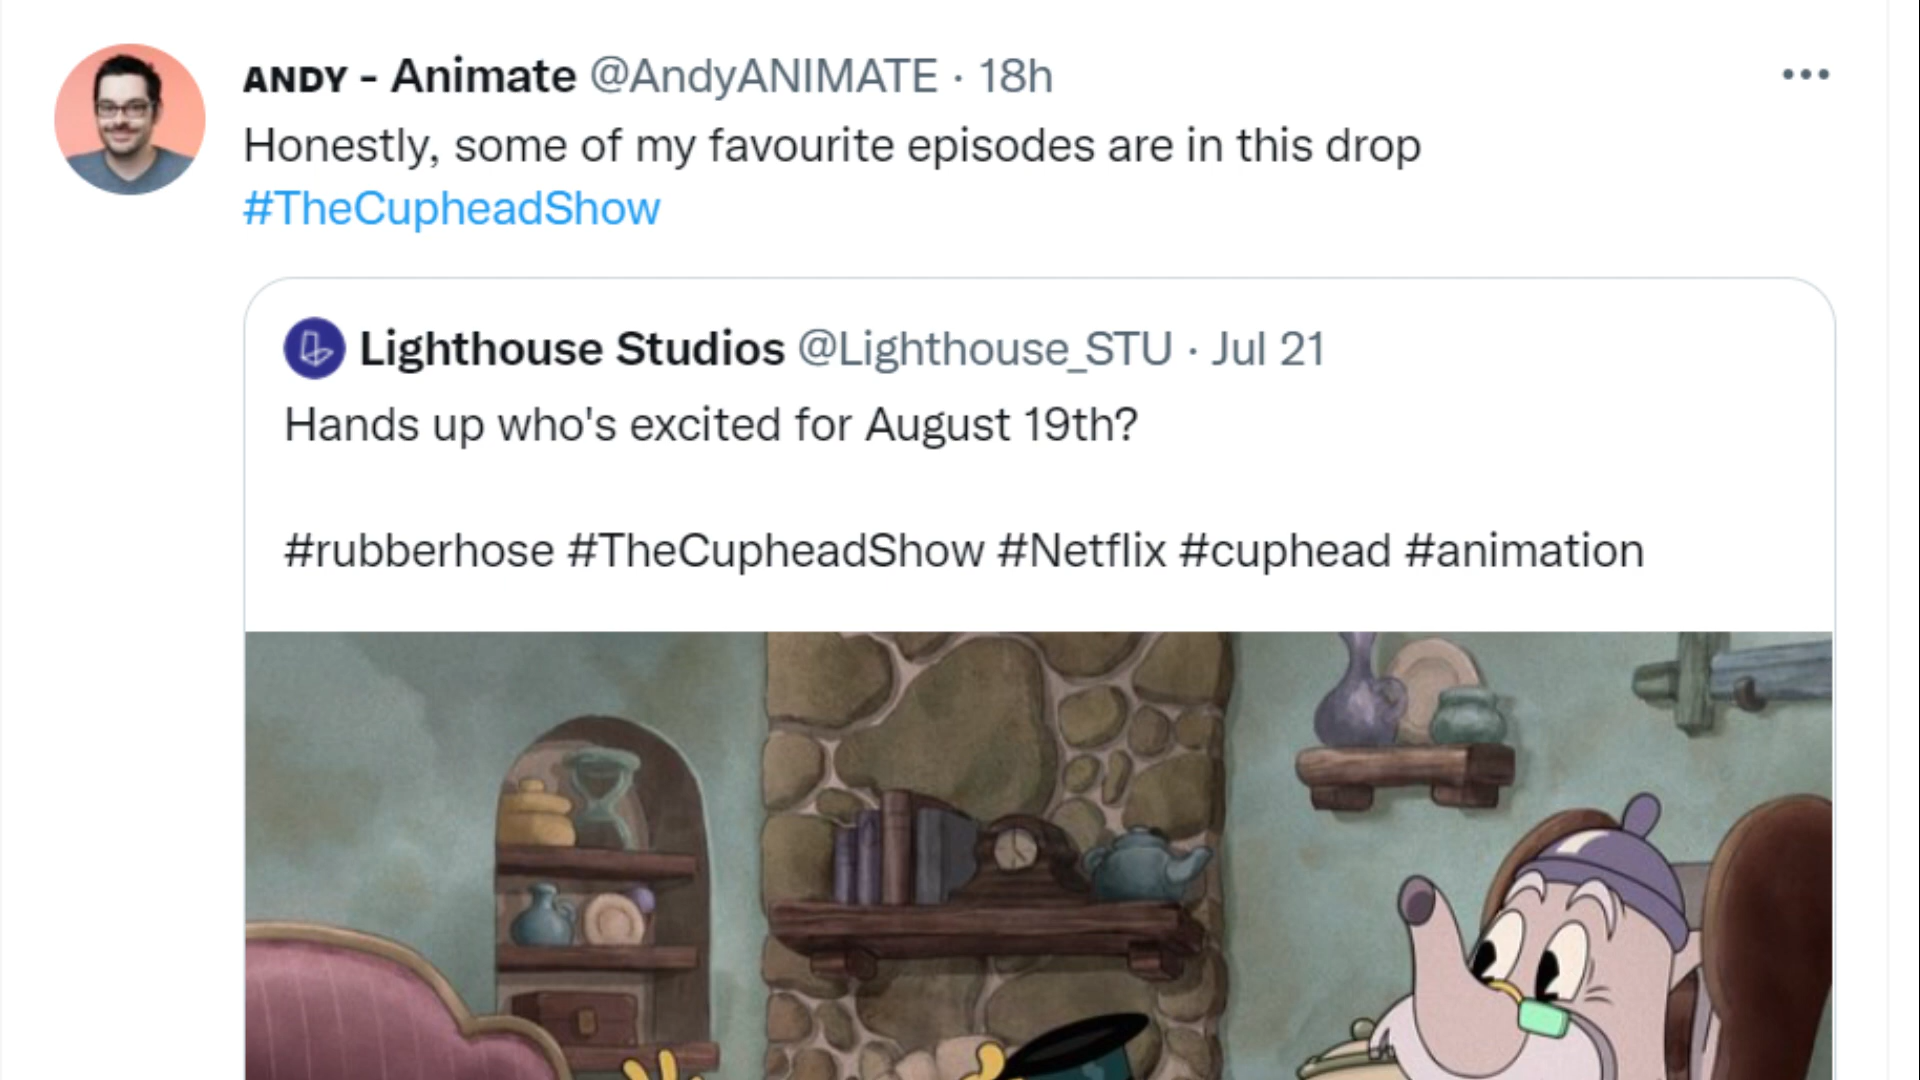 ANDY - Animate @AndyANIMATE · 18h
Honestly, some of my favourite episodes are in this drop
#TheCupheadShow
Lighthouse Studios @Lighthouse_STU · Jul 21
Hands up who's excited for August 19th?
#rubberhose #TheCupheadShow #Netflix #cuphead #animation